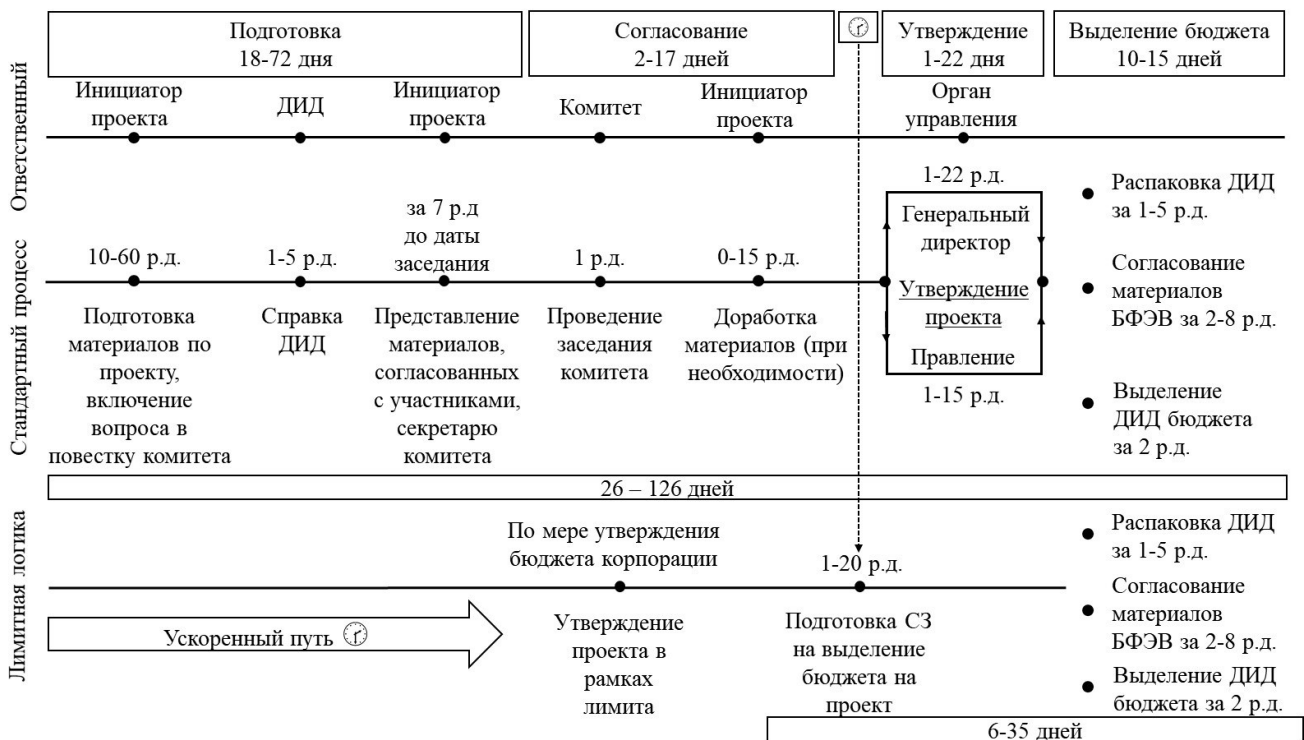 Подготовка
18-72 дня
Согласование
2-17 дней
Утверждение
1-22 дня
Выделение бюджета
10-15 дней
Ответственный
Инициатор
проекта
ДИД
Инициатор
проекта
Комитет
Инициатор
проекта
Орган
управления
Стандартный процесс
10-60 р.д.
1-5 р.д.
за 7 р.д
до даты
заседания
1 р.д.
0-15 р.д.
Подготовка
материалов по
проекту,
включение
вопроса в
повестку комитета
Справка
ДИД
Представление
материалов,
согласованных
с участниками,
секретарю
комитета
Проведение
заседания
комитета
Доработка
материалов (при
необходимости)
1-22 р.д.
Генеральный
директор
Утверждение
проекта
Правление
1-15 р.д.
Распаковка ДИД
за 1-5 р.д.
Согласование
материалов
БФЭВ за 2-8 р.д.
Выделение
ДИД бюджета
за 2 р.д.
26 – 126 дней
Лимитная логика
Ускоренный путь
По мере утверждения
бюджета корпорации
Утверждение
проекта в
рамках
лимита
1-20 р.д.
Подготовка СЗ
на выделение
бюджета на
проект
Распаковка ДИД
за 1-5 р.д.
Согласование
материалов
БФЭВ за 2-8 р.д.
Выделение ДИД
бюджета за 2 р.д.
6-35 дней